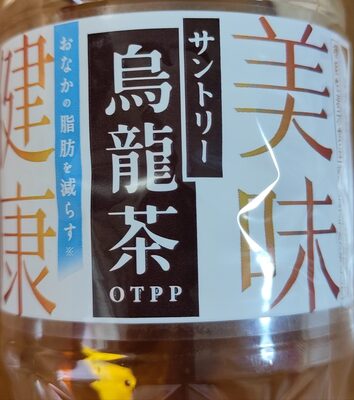 美味
サントリー
烏龍茶
OTPP
おなかの脂肪を減らす※
健康